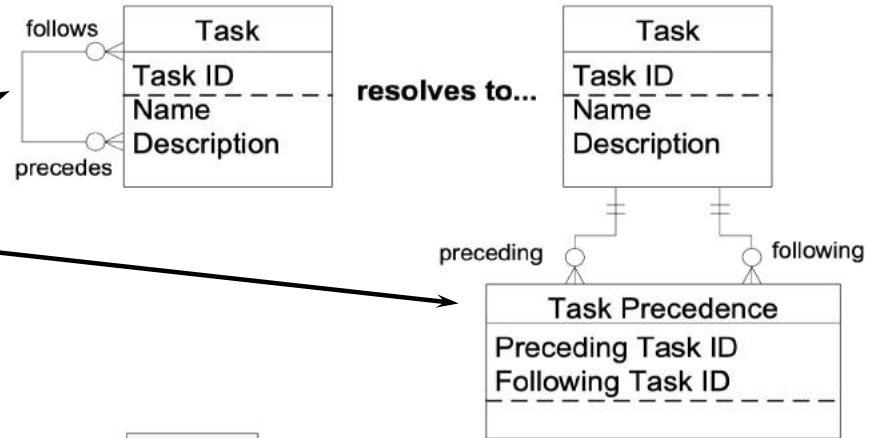 follows
Task
Task ID
Name
Description
precedes
resolves to...
Task
Task ID
Name
Description
preceding
following
Task Precedence
Preceding Task ID
Following Task ID